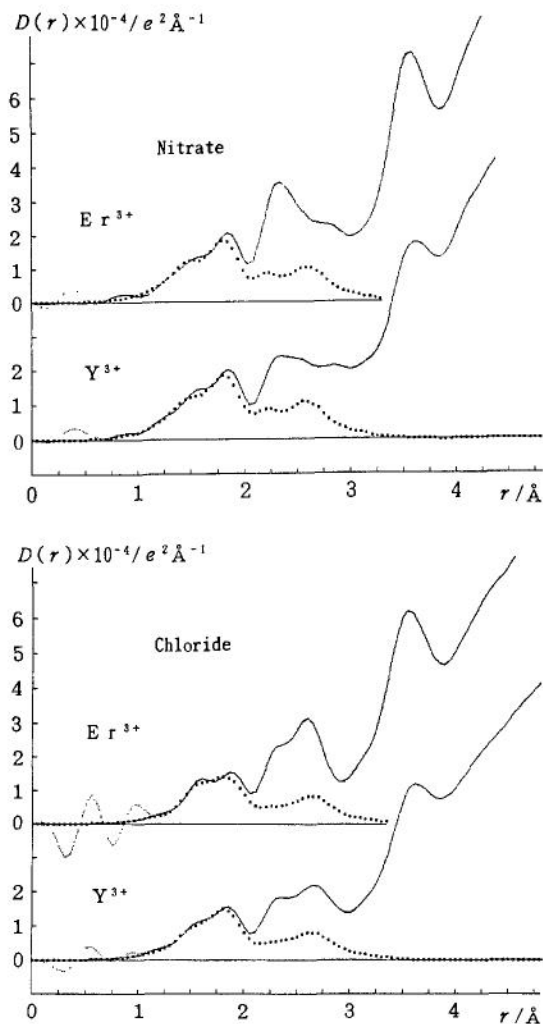 D(r)×10⁻⁴/e²Å⁻¹
6
5
Nitrate
4
Er³⁺
3
2
1
0
Y³⁺
2
1
0
0 1 2 3 4 r/Å
D(r)×10⁻⁴/e²Å⁻¹
6
Chloride
5
4
Er³⁺
3
2
1
0
Y³⁺
2
1
0
0 1 2 3 4 r/Å